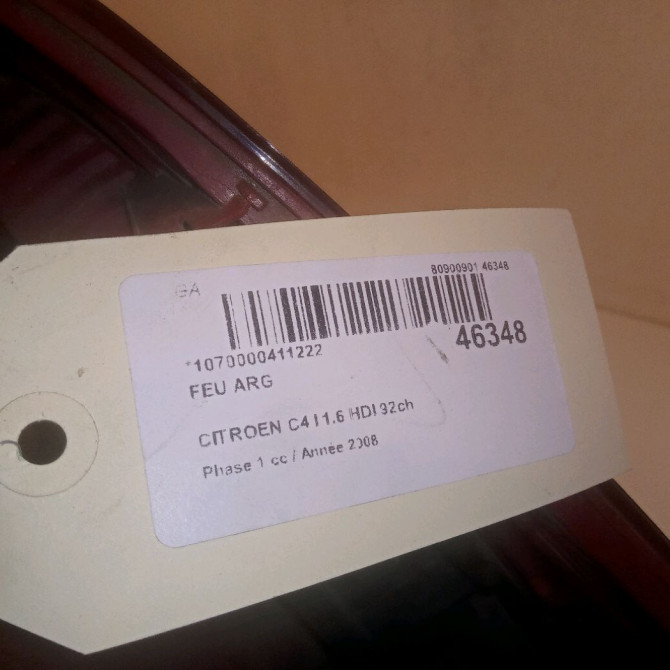 GA
80900901 46348
46348
*1070000411222
FEU ARG
CITROEN C4 I 1.6 HDI 92ch
Phase 1 cc / Année 2008